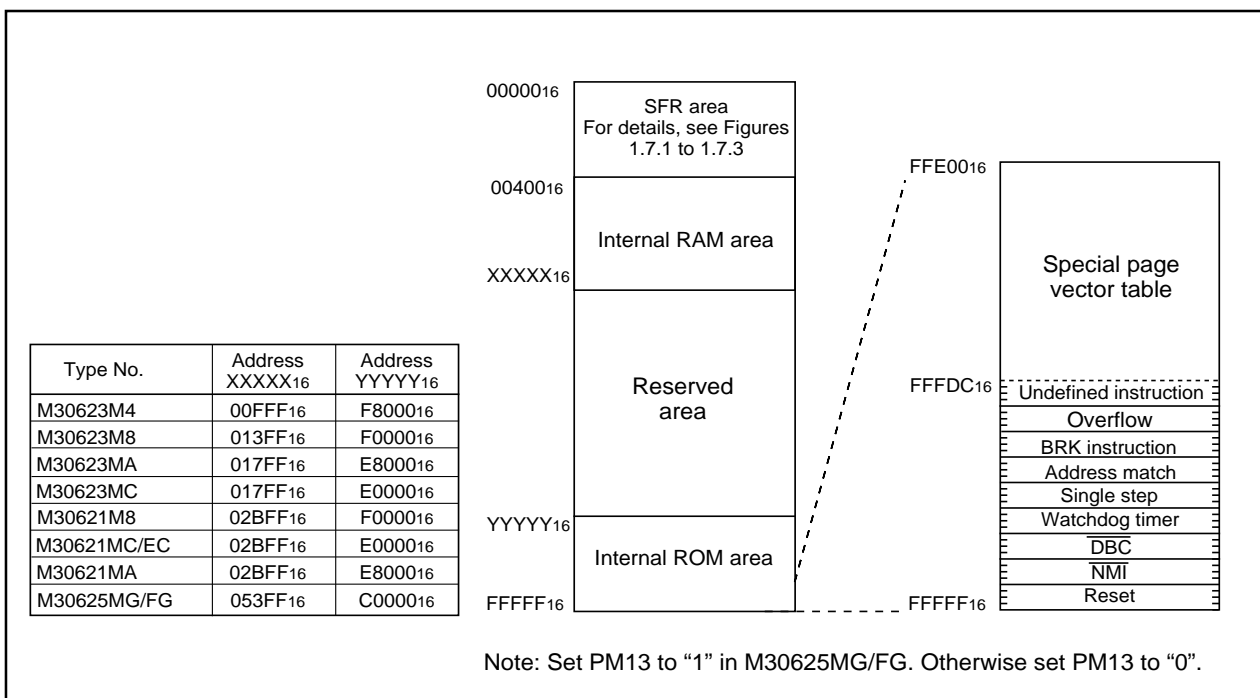 0000016
SFR area
For details, see Figures
1.7.1 to 1.7.3
0040016
Internal RAM area
XXXXX16
Reserved
area
YYYYY16
Internal ROM area
FFFFF16
FFE0016
Special page
vector table
FFFDC16
Undefined instruction
Overflow
BRK instruction
Address match
Single step
Watchdog timer
DBC
NMI
Reset
FFFFF16
Type No. Address XXXXX16 Address YYYYY16
M30623M4 00FFF16 F800016
M30623M8 013FF16 F000016
M30623MA 017FF16 E800016
M30623MC 017FF16 E000016
M30621M8 02BFF16 F000016
M30621MC/EC 02BFF16 E000016
M30621MA 02BFF16 E800016
M30625MG/FG 053FF16 C000016
Note: Set PM13 to “1” in M30625MG/FG. Otherwise set PM13 to “0”.